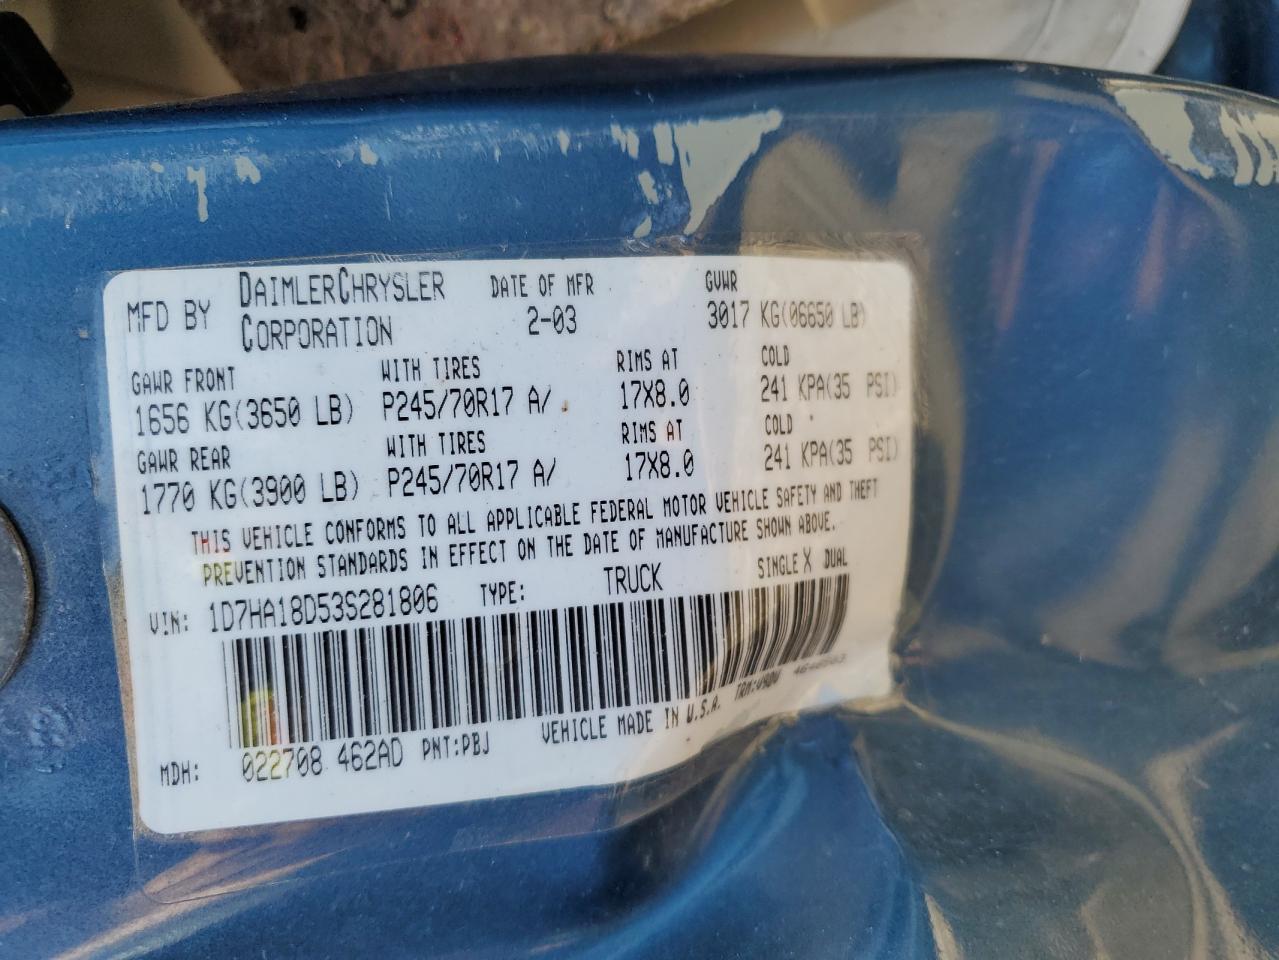 MFD BY DAIMLERCHRYSLER CORPORATION DATE OF MFR 2-03 GVWR 3017 KG(06650 LB)
GAWR FRONT WITH TIRES RIMS AT COLD
1656 KG(3650 LB) P245/70R17 A/ 17X8.0 241 KPA(35 PSI)
GAWR REAR WITH TIRES RIMS AT COLD
1770 KG(3900 LB) P245/70R17 A/ 17X8.0 241 KPA(35 PSI)
THIS VEHICLE CONFORMS TO ALL APPLICABLE FEDERAL MOTOR VEHICLE SAFETY AND THEFT
PREVENTION STANDARDS IN EFFECT ON THE DATE OF MANUFACTURE SHOWN ABOVE.
VIN: 1D7HA18D53S281806 TYPE: TRUCK SINGLE X DUAL
MDH: 022708 462AD PNT:PBJ VEHICLE MADE IN U.S.A. TRM: